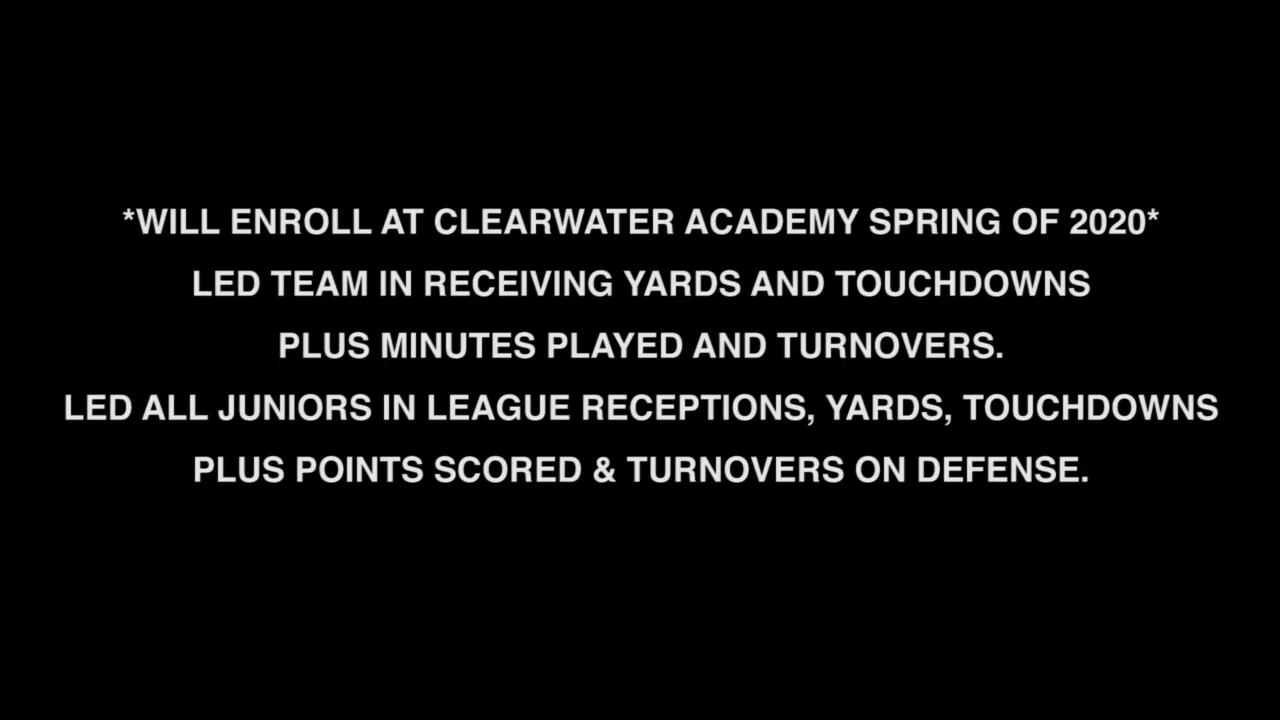 *WILL ENROLL AT CLEARWATER ACADEMY SPRING OF 2020*
LED TEAM IN RECEIVING YARDS AND TOUCHDOWNS
PLUS MINUTES PLAYED AND TURNOVERS.
LED ALL JUNIORS IN LEAGUE RECEPTIONS, YARDS, TOUCHDOWNS
PLUS POINTS SCORED & TURNOVERS ON DEFENSE.